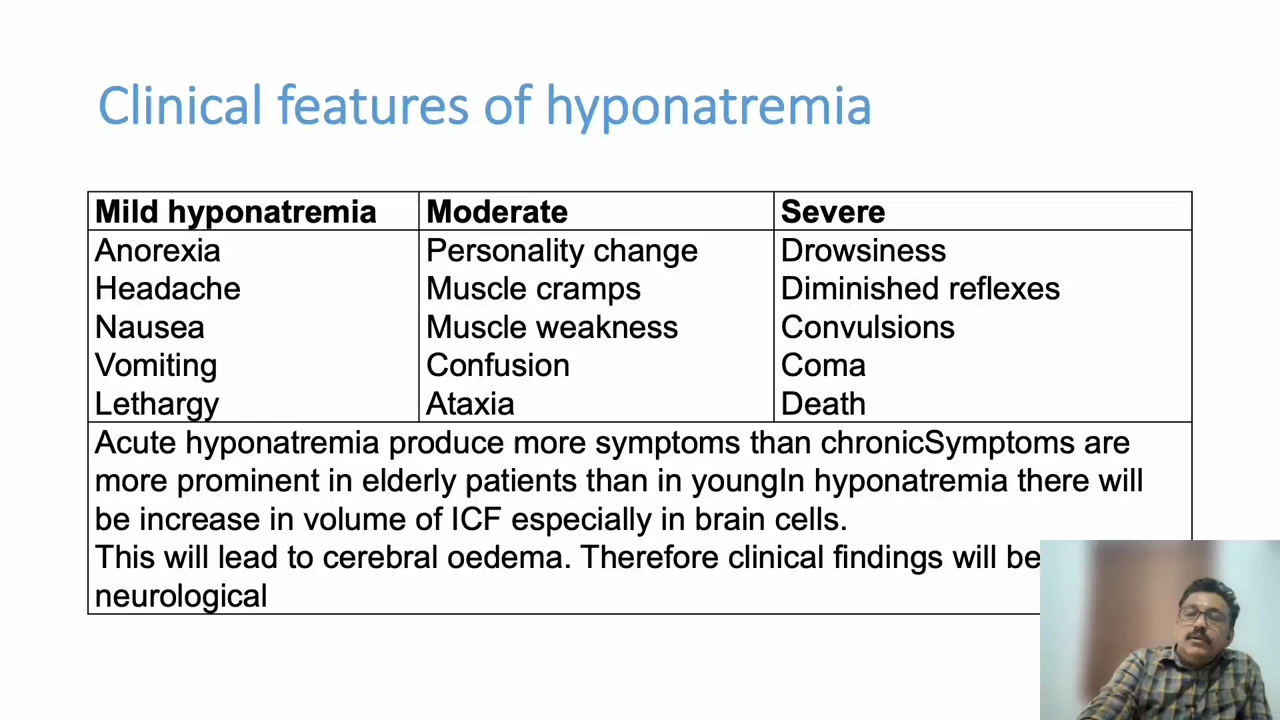 Clinical features of hyponatremia
Mild hyponatremia Moderate Severe
Anorexia Personality change Drowsiness
Headache Muscle cramps Diminished reflexes
Nausea Muscle weakness Convulsions
Vomiting Confusion Coma
Lethargy Ataxia Death
Acute hyponatremia produce more symptoms than chronicSymptoms are
more prominent in elderly patients than in youngIn hyponatremia there will
be increase in volume of ICF especially in brain cells.
This will lead to cerebral oedema. Therefore clinical findings will be
neurological